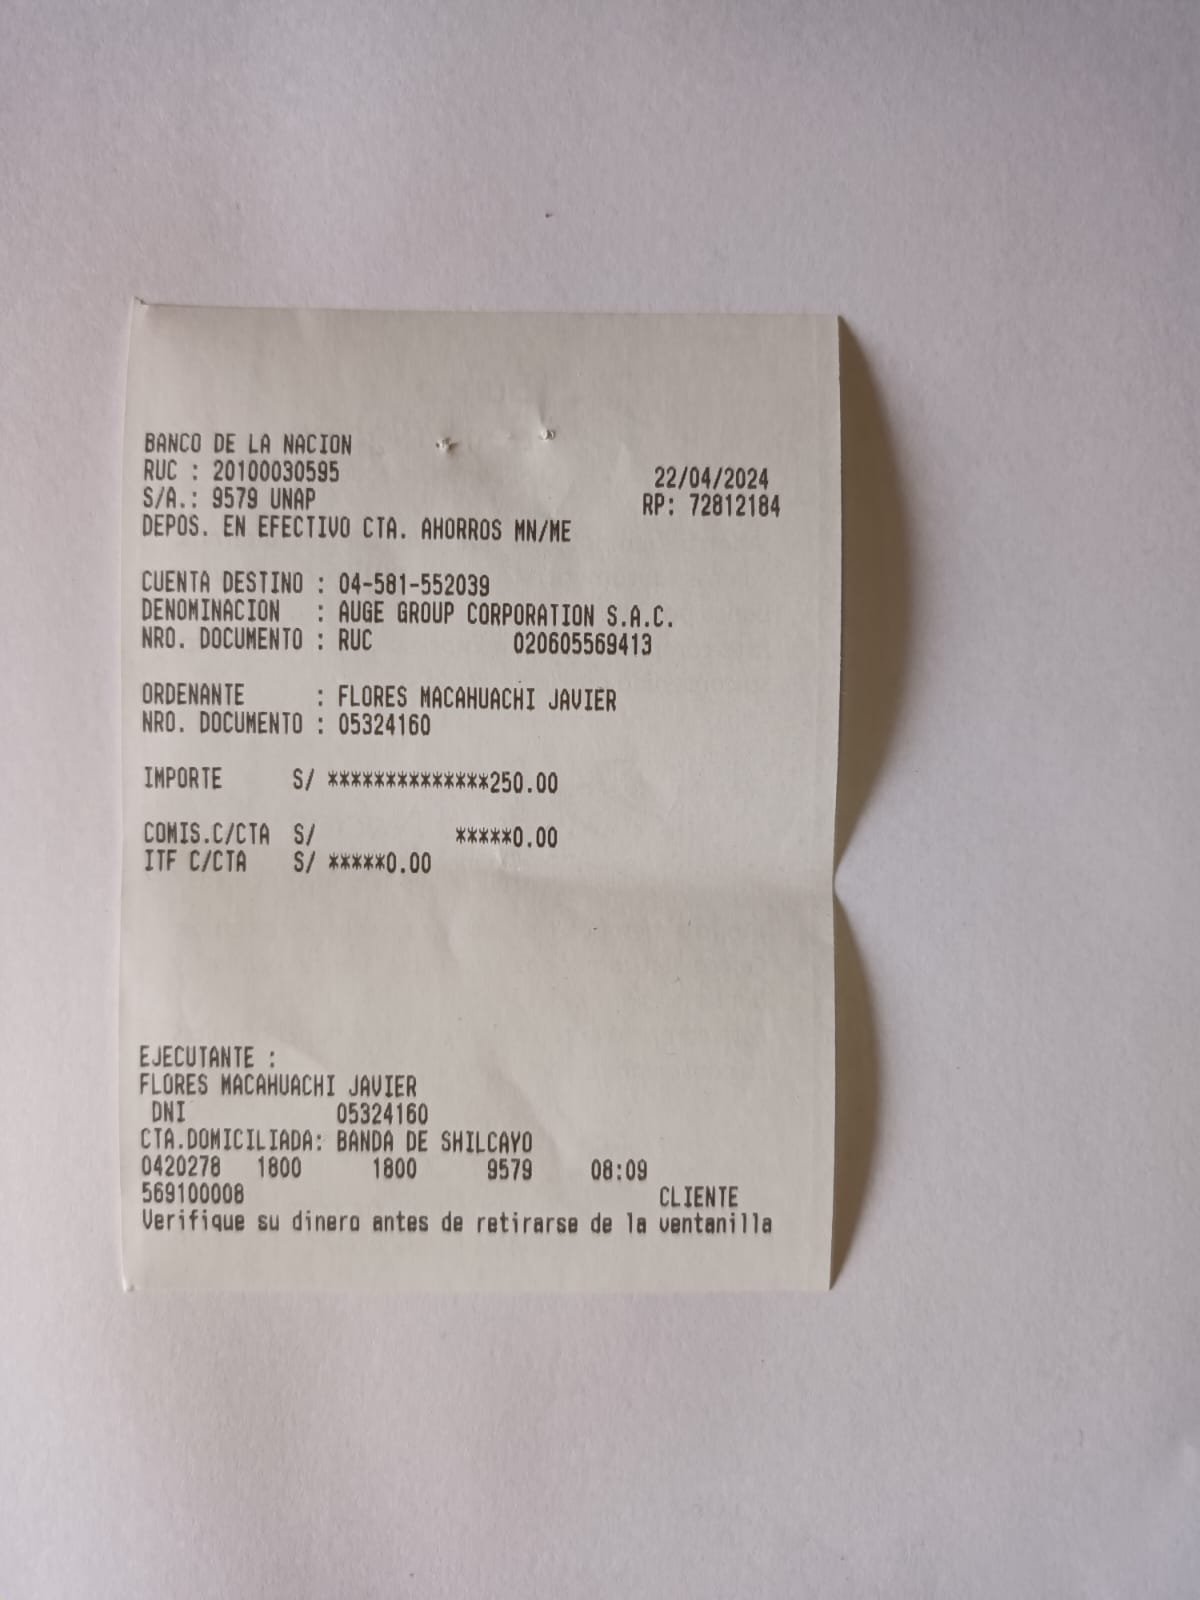 BANCO DE LA NACION
RUC : 20100030595 22/04/2024
S/A.: 9579 UNAP RP: 72812184
DEPOS. EN EFECTIVO CTA. AHORROS MN/ME
CUENTA DESTINO : 04-581-552039
DENOMINACION : AUGE GROUP CORPORATION S.A.C.
NRO. DOCUMENTO : RUC 020605569413
ORDENANTE : FLORES MACAHUACHI JAVIER
NRO. DOCUMENTO : 05324160
IMPORTE S/ **************250.00
COMIS.C/CTA S/ *****0.00
ITF C/CTA S/ *****0.00
EJECUTANTE :
FLORES MACAHUACHI JAVIER
DNI 05324160
CTA.DOMICILIADA: BANDA DE SHILCAYO
0420278 1800 1800 9579 08:09
569100008 CLIENTE
Verifique su dinero antes de retirarse de la ventanilla